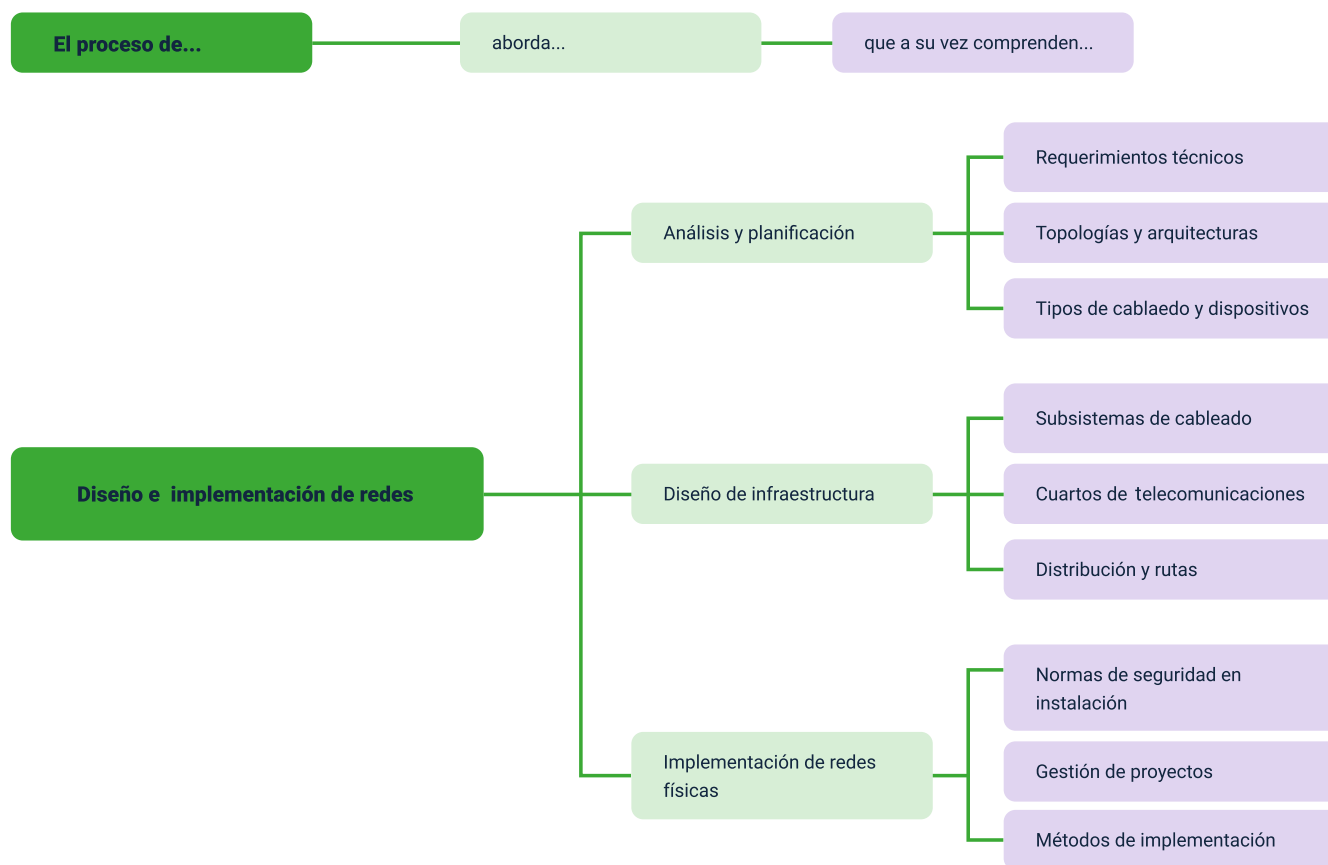 El proceso de...
aborda...
que a su vez comprenden...
Requerimientos técnicos
Análisis y planificación
Topologías y arquitecturas
Tipos de cablaedo y dispositivos
Subsistemas de cableado
Diseño e  implementación de redes
Diseño de infraestructura
Cuartos de  telecomunicaciones
Distribución y rutas
Normas de seguridad en
instalación
Implementación de redes
físicas
Gestión de proyectos
Métodos de implementación